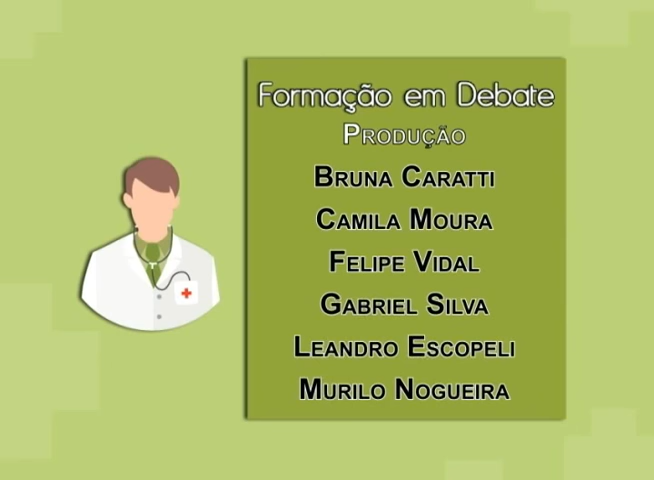 Formação em Debate
Produção
Bruna Caratti
Camila Moura
Felipe Vidal
Gabriel Silva
Leandro Escopeli
Murilo Nogueira